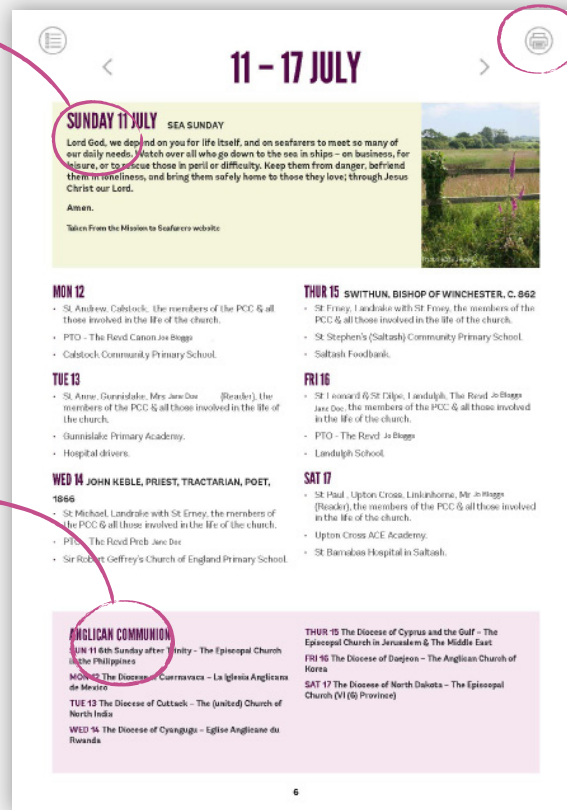 11 – 17 JULY
SUNDAY 11 JULY SEA SUNDAY
Lord God, we depend on you for life itself, and on seafarers to meet so many of
our daily needs. Watch over all who go down to the sea in ships – on business, for
leisure, or to rescue those in peril or difficulty. Keep them from danger, befriend
them in loneliness, and bring them safely home to those they love; through Jesus
Christ our Lord.
Amen.
Taken From the Mission to Seafarers website
MON 12
• St. Andrew, Calstock, the members of the PCC & all
those involved in the life of the church.
• PTO - The Revd Canon Joe Bloggs
• Calstock Community Primary School.
TUE 13
• St. Anne, Gunnislake, Mrs Jane Doe (Reader), the
members of the PCC & all those involved in the life of
the church.
• Gunnislake Primary Academy.
• Hospital drivers.
WED 14 JOHN KEBLE, PRIEST, TRACTARIAN, POET,
1866
• St Michael, Landrake with St Erney, the members of
the PCC & all those involved in the life of the church.
• PTO - The Revd Preb Jane Doe
• Sir Robert Geffrey's Church of England Primary School.
THUR 15 SWITHUN, BISHOP OF WINCHESTER, C. 862
• St Erney, Landrake with St Erney, the members of the
PCC & all those involved in the life of the church.
• St Stephen's (Saltash) Community Primary School.
• Saltash Foodbank.
FRI 16
• St Leonard & St Dilpe, Landulph, The Revd Jo Bloggs
Jane Doe, the members of the PCC & all those involved
in the life of the church.
• PTO - The Revd Jo Bloggs
• Landulph School.
SAT 17
• St Paul, Upton Cross, Linkinhorne, Mr Jo Bloggs
(Reader), the members of the PCC & all those involved
in the life of the church.
• Upton Cross ACE Academy.
• St Barnabas Hospital in Saltash.
ANGLICAN COMMUNION
SUN 11 6th Sunday after Trinity – The Episcopal Church
in the Philippines
MON 12 The Diocese of Cuernavaca – La Iglesia Anglicana
de Mexico
TUE 13 The Diocese of Cuttack – The (united) Church of
North India
WED 14 The Diocese of Cyangugu – Eglise Anglicane du
Rwanda
THUR 15 The Diocese of Cyprus and the Gulf – The
Episcopal Church in Jerusalem & The Middle East
FRI 16 The Diocese of Daejeon – The Anglican Church of
Korea
SAT 17 The Diocese of North Dakota – The Episcopal
Church (VI (6) Province)
6